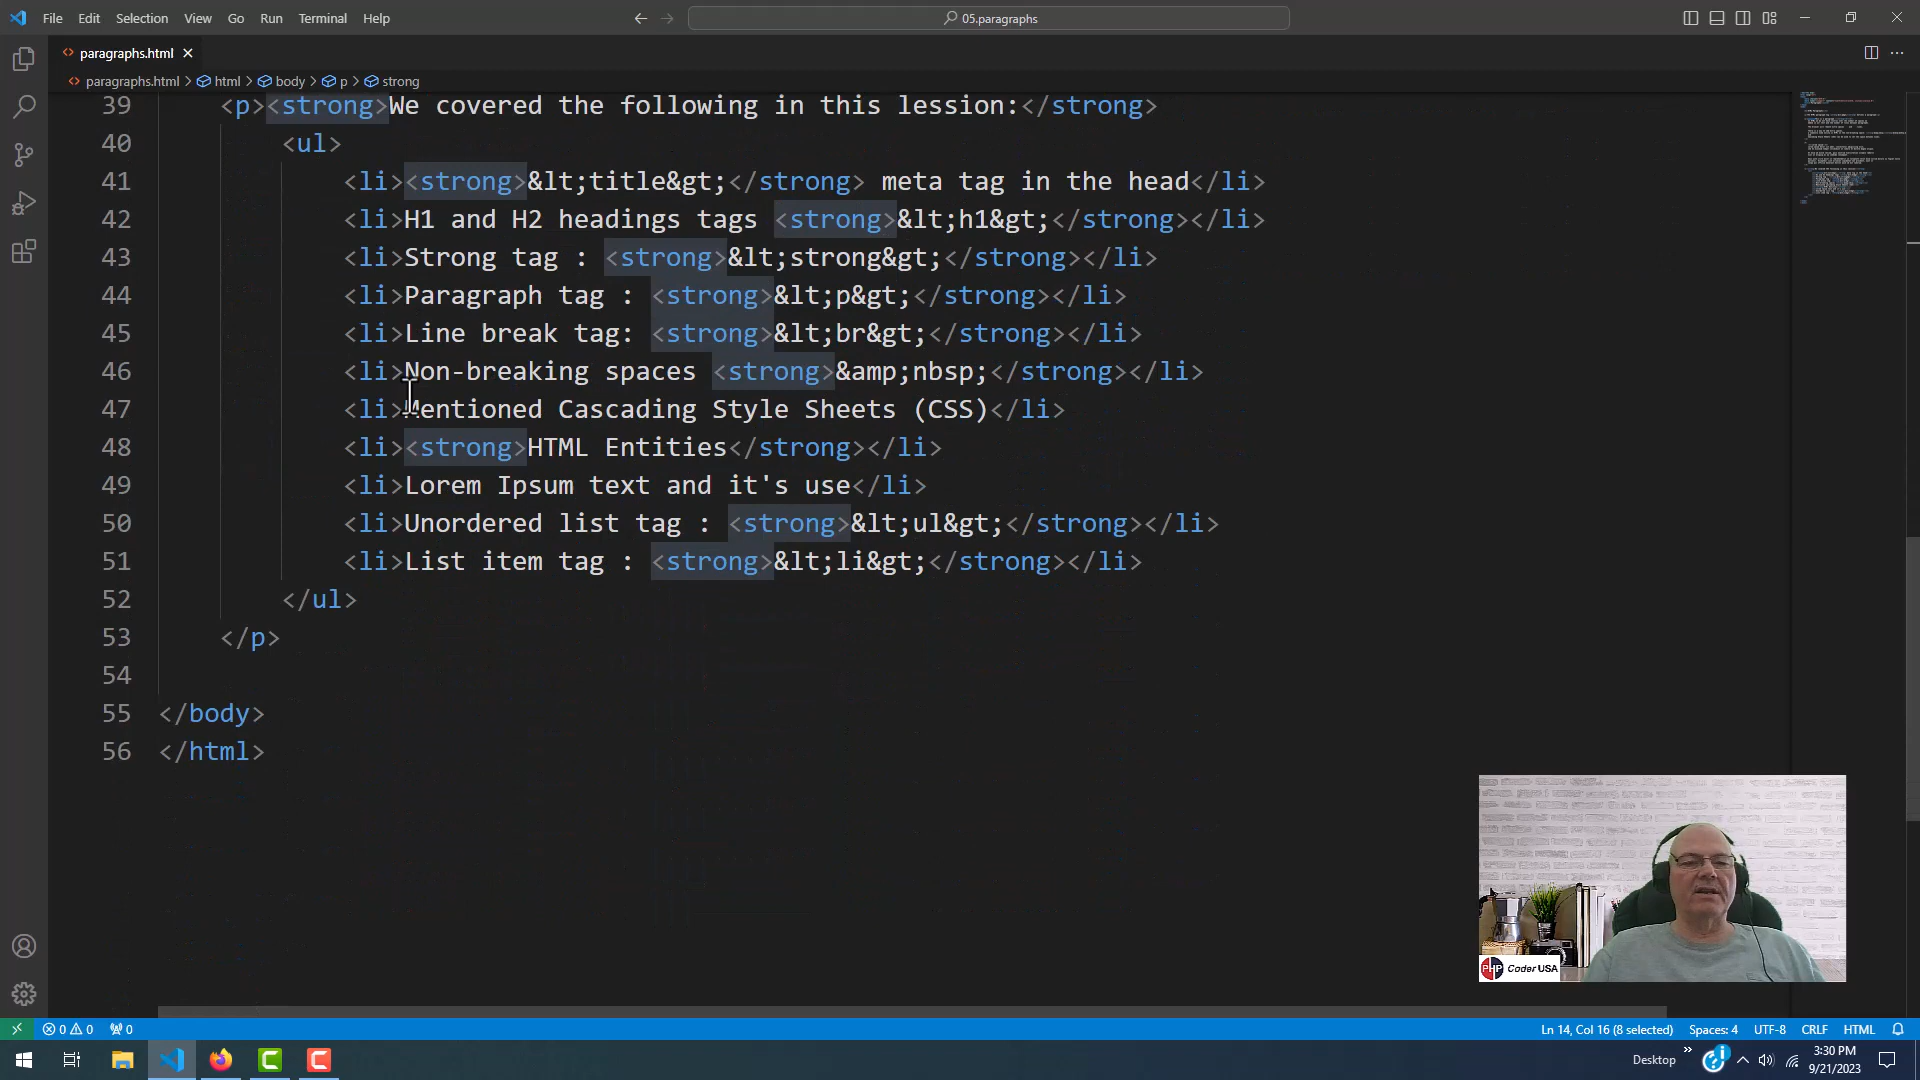 File Edit Selection View Go Run Terminal Help
05.paragraphs
paragraphs.html
paragraphs.html > html > body > p > strong
39 <p><strong>We covered the following in this lession:</strong>
40 <ul>
41 <li><strong>&lt;title&gt;</strong> meta tag in the head</li>
42 <li>H1 and H2 headings tags <strong>&lt;h1&gt;</strong></li>
43 <li>Strong tag : <strong>&lt;strong&gt;</strong></li>
44 <li>Paragraph tag : <strong>&lt;p&gt;</strong></li>
45 <li>Line break tag: <strong>&lt;br&gt;</strong></li>
46 <li>Non-breaking spaces <strong>&amp;nbsp;</strong></li>
47 <li>Mentioned Cascading Style Sheets (CSS)</li>
48 <li><strong>HTML Entities</strong></li>
49 <li>Lorem Ipsum text and it's use</li>
50 <li>Unordered list tag : <strong>&lt;ul&gt;</strong></li>
51 <li>List item tag : <strong>&lt;li&gt;</strong></li>
52 </ul>
53 </p>
54
55 </body>
56 </html>
PHP Coder USA
0 0 0
Ln 14, Col 16 (8 selected) Spaces: 4 UTF-8 CRLF HTML
Desktop
3:30 PM
9/21/2023